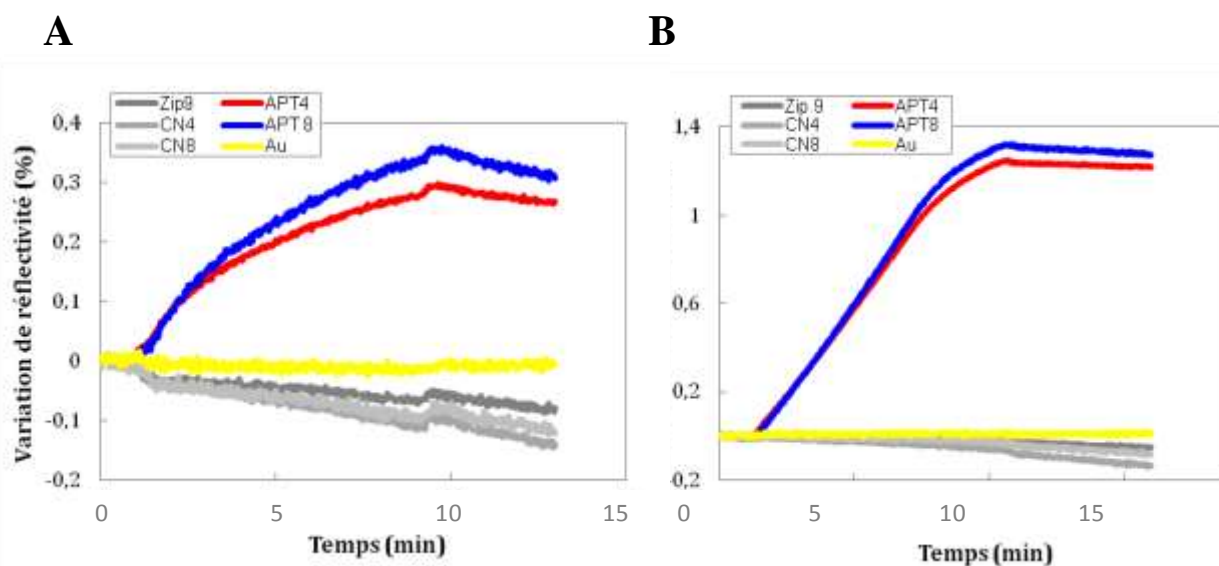 A
B
Zip9 APT4
CN4 APT8
CN8 Au
0,4
0,3
0,2
0,1
0
-0,1
-0,2
0 5 10 15
Variation de réflectivité (%)
Temps (min)
Zip 9 APT4
CN4 APT8
CN8 Au
1,4
1
0,6
0,2
-0,2
0 5 10 15
Temps (min)